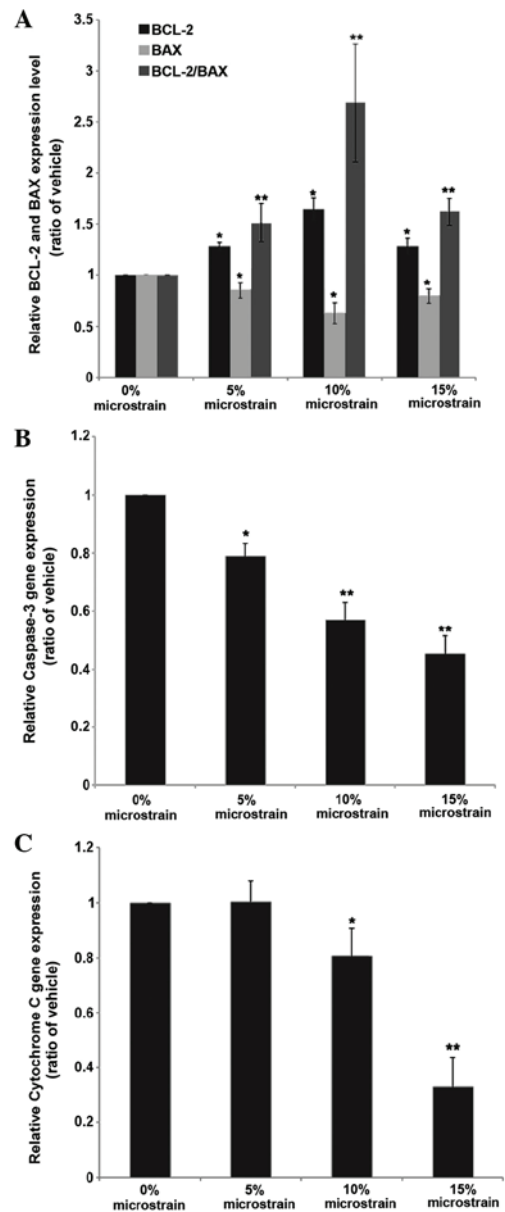 A
Relative BCL-2 and BAX expression level
(ratio of vehicle)
3.5
3
2.5
2
1.5
1
0.5
0
BCL-2
BAX
BCL-2/BAX
* * ** * * ** * * **
0% 5% 10% 15%
microstrain microstrain microstrain microstrain
B
Relative Caspase-3 gene expression
(ratio of vehicle)
1.2
1
0.8
0.6
0.4
0.2
0
* ** **
0% 5% 10% 15%
microstrain microstrain microstrain microstrain
C
Relative Cytochrome C gene expression
(ratio of vehicle)
1.2
1
0.8
0.6
0.4
0.2
0
* **
0% 5% 10% 15%
microstrain microstrain microstrain microstrain